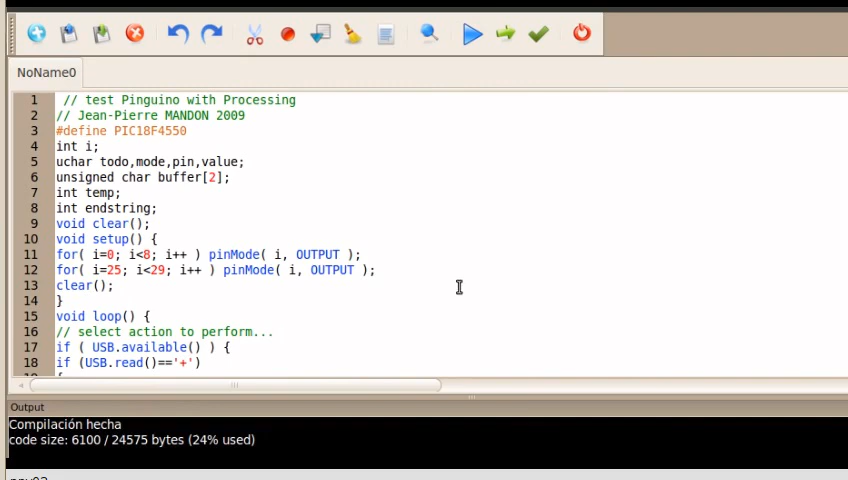 NoName0
1 // test Pinguino with Processing
2 // Jean-Pierre MANDON 2009
3 #define PIC18F4550
4 int i;
5 uchar todo,mode,pin,value;
6 unsigned char buffer[2];
7 int temp;
8 int endstring;
9 void clear();
10 void setup() {
11 for( i=0; i<8; i++ ) pinMode( i, OUTPUT );
12 for( i=25; i<29; i++ ) pinMode( i, OUTPUT );
13 clear();
14 }
15 void loop() {
16 // select action to perform...
17 if ( USB.available() ) {
18 if (USB.read()=='+')
Output
Compilación hecha
code size: 6100 / 24575 bytes (24% used)